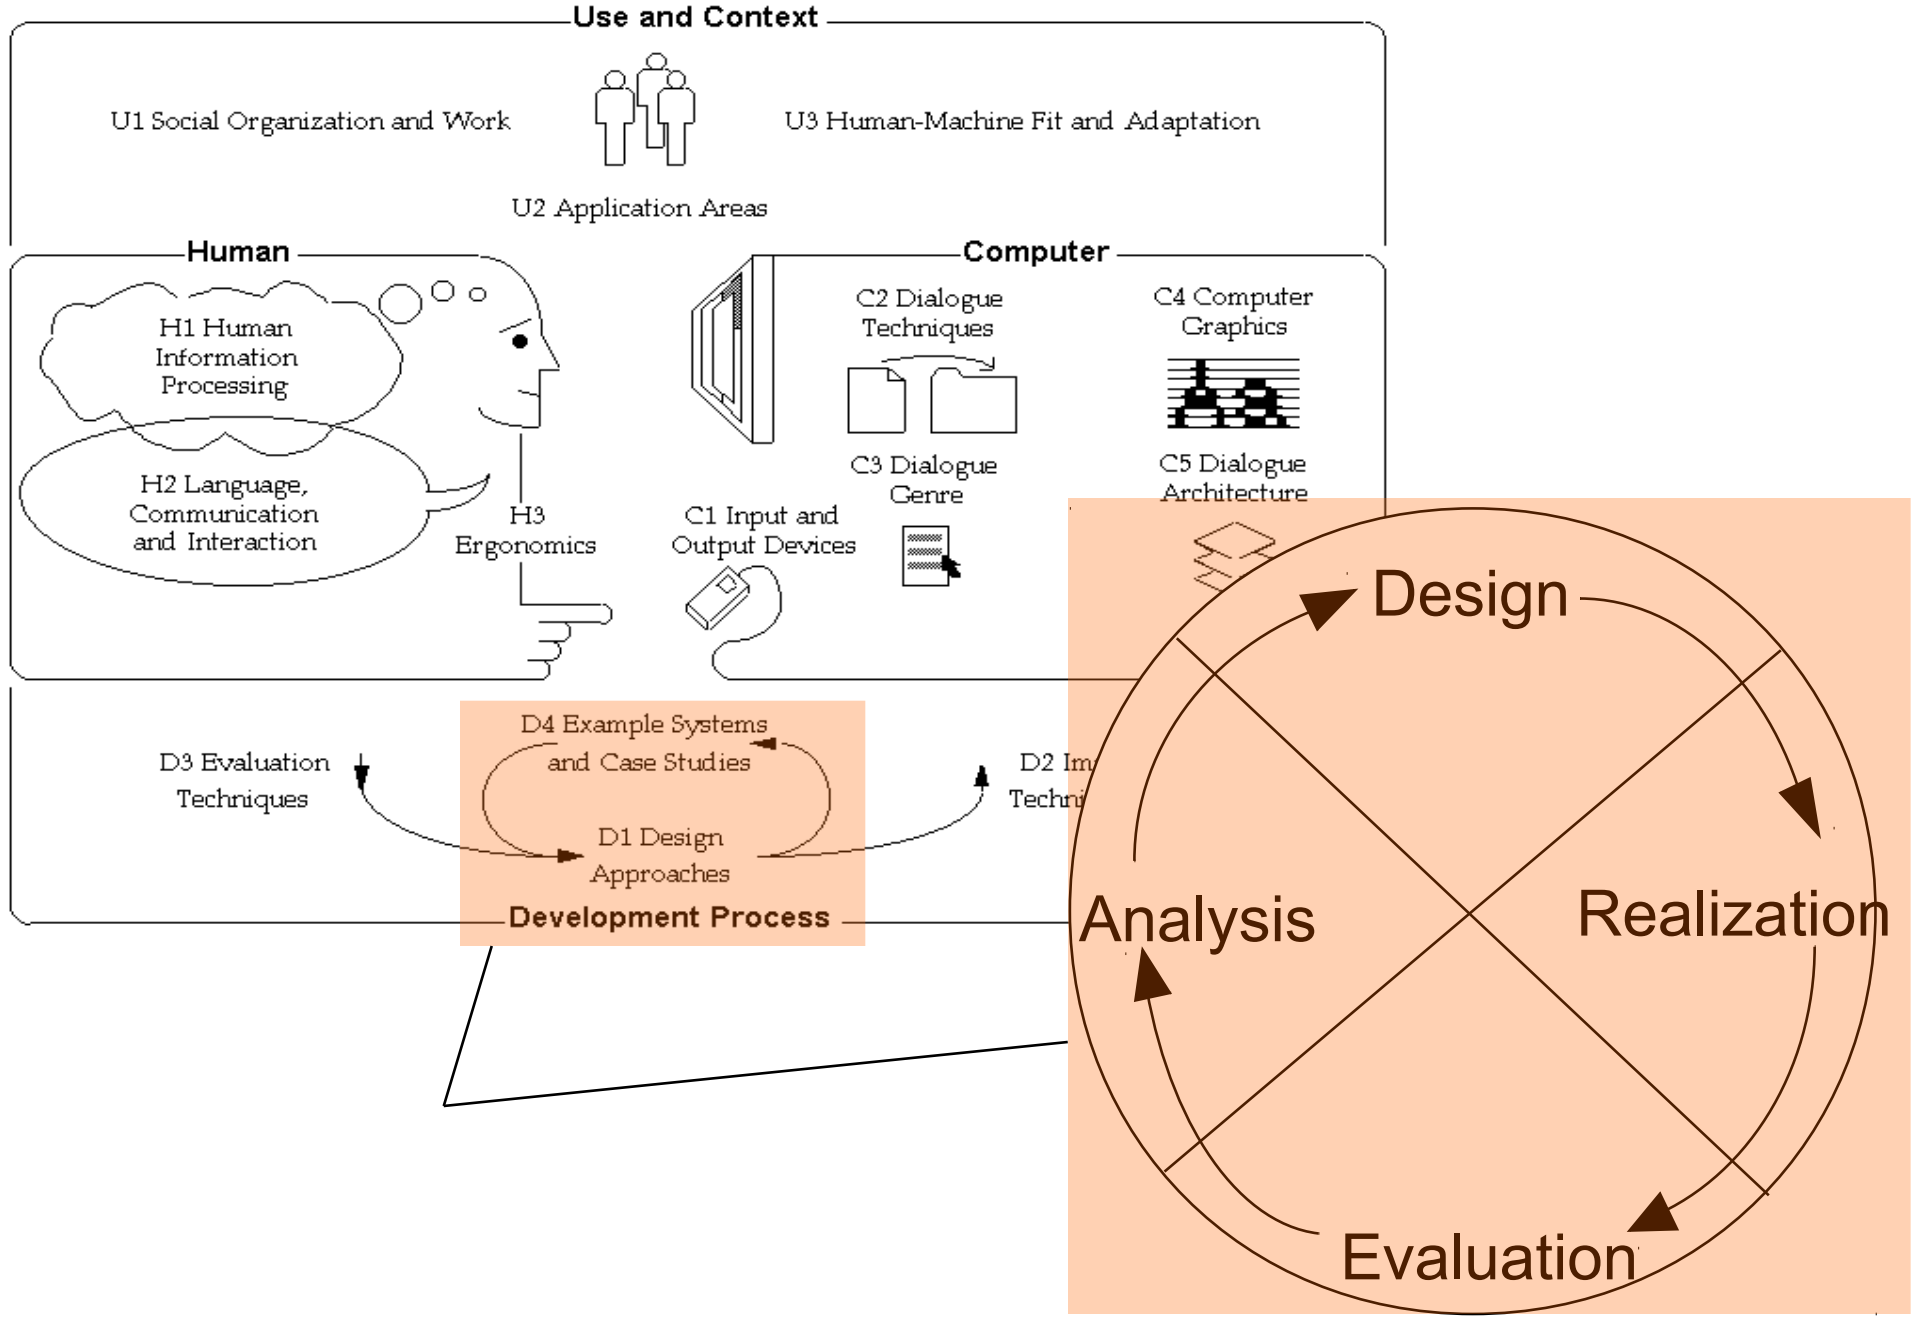 Use and Context
U1 Social Organization and Work
U3 Human-Machine Fit and Adaptation
U2 Application Areas
Human
H1 Human
Information
Processing
H2 Language,
Communication
and Interaction
H3
Ergonomics
Computer
C2 Dialogue
Techniques
C4 Computer
Graphics
C3 Dialogue
Genre
C5 Dialogue
Architecture
C1 Input and
Output Devices
D3 Evaluation
Techniques
D4 Example Systems
and Case Studies
D1 Design
Approaches
D2
Development Process
Design
Analysis
Realization
Evaluation